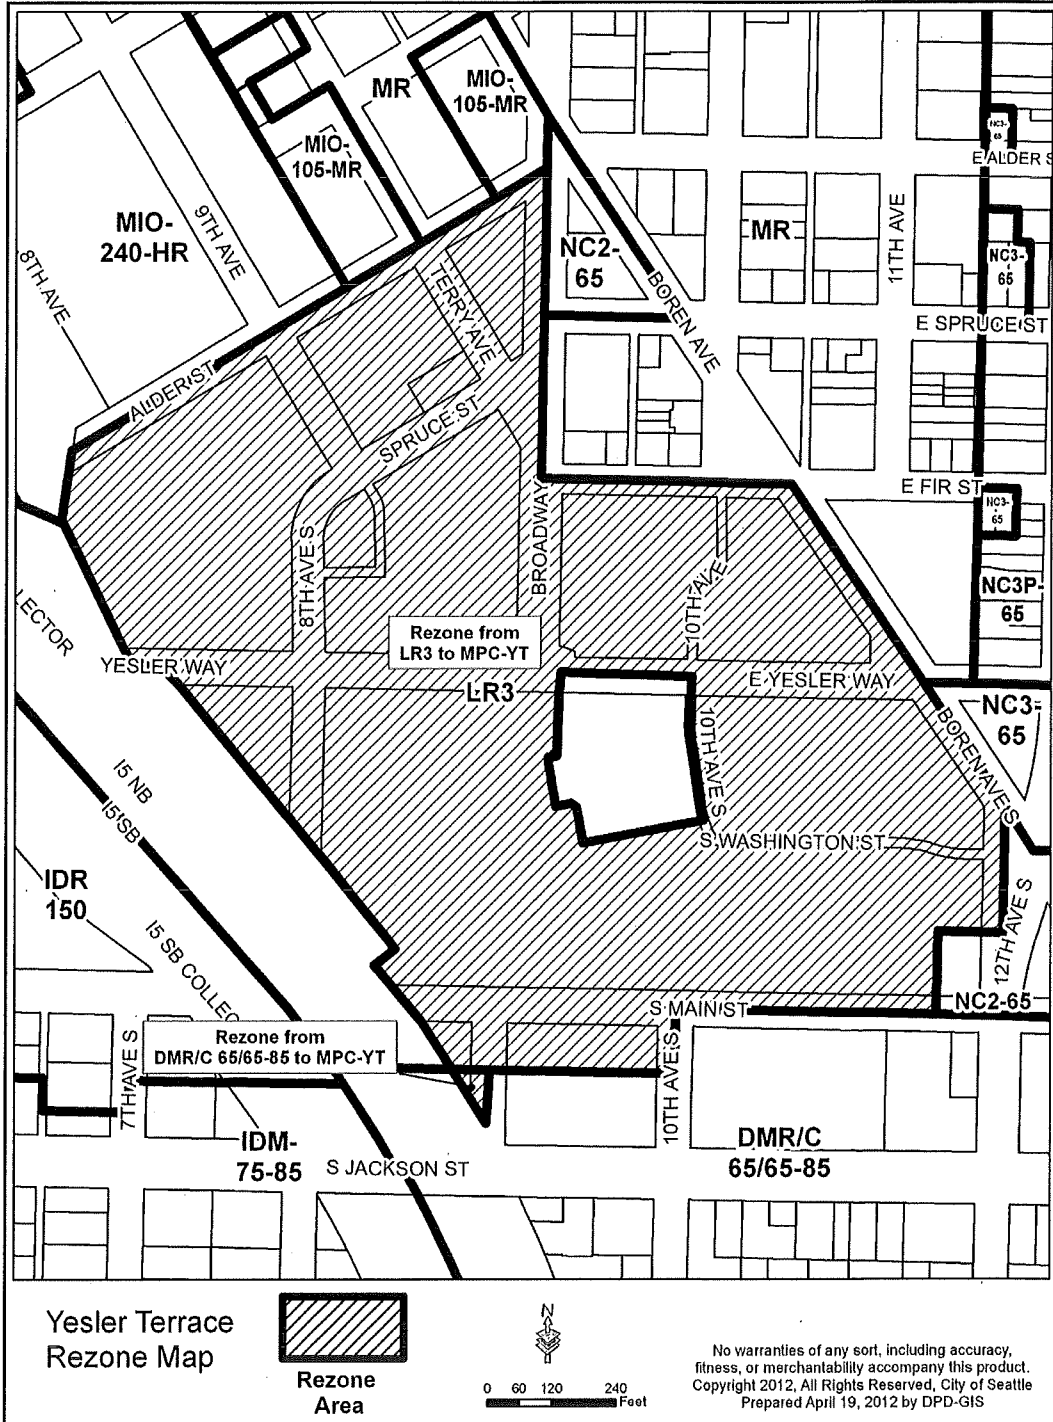 MR
MIO-
105-MR
NC3-
65
E ALDER S
MIO-
105-MR
MIO-
240-HR
9TH AVE
8TH AVE
TERRY AVE
NC2-
65
MR
11TH AVE
NC3-
65
BOREN AVE
E SPRUCE ST
ALDER ST
SPRUCE ST
E FIR ST
NC3-
65
BROADWAY
8TH AVE S
10TH AVE
NC3P-
65
LECTOR
Rezone from
LR3 to MPC-YT
YESLER WAY
LR3
E YESLER WAY
NC3-
65
BOREN AVE S
10TH AVE S
I5 NB
I5 SB
S WASHINGTON ST
IDR
150
I5 SB COLLEC
12TH AVE S
NC2-65
S MAIN ST
Rezone from
DMR/C 65/65-85 to MPC-YT
7TH AVE S
10TH AVE S
IDM-
75-85
DMR/C
65/65-85
S JACKSON ST
Yesler Terrace
Rezone Map
Rezone
Area
N
0 60 120 240
Feet
No warranties of any sort, including accuracy,
fitness, or merchantability accompany this product.
Copyright 2012, All Rights Reserved, City of Seattle
Prepared April 19, 2012 by DPD-GIS